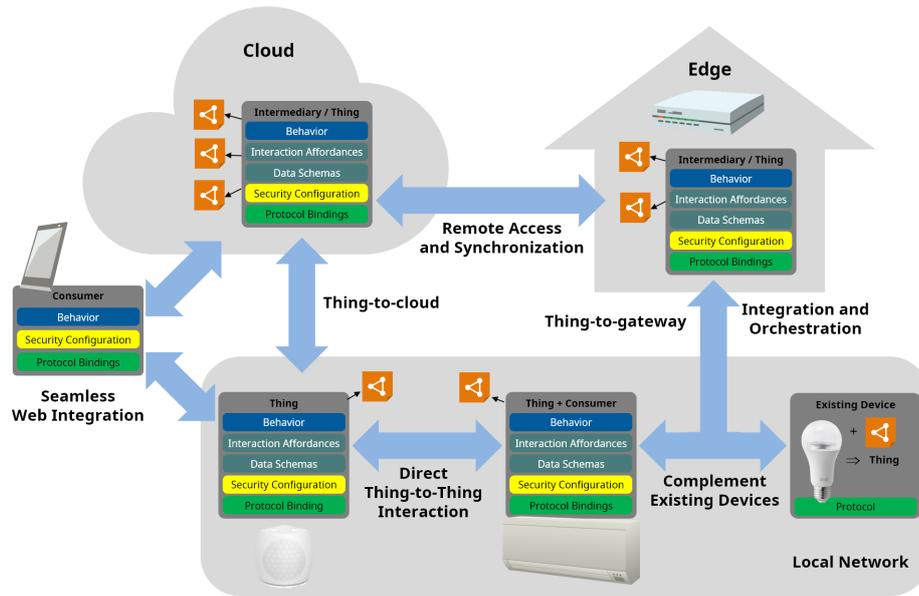 Cloud
Intermediary / Thing
Behavior
Interaction Affordances
Data Schemas
Security Configuration
Protocol Bindings
Edge
Intermediary / Thing
Behavior
Interaction Affordances
Data Schemas
Security Configuration
Protocol Bindings
Remote Access
and Synchronization
Consumer
Behavior
Security Configuration
Protocol Bindings
Seamless
Web Integration
Thing-to-cloud
Thing-to-gateway
Integration and
Orchestration
Thing
Behavior
Interaction Affordances
Data Schemas
Security Configuration
Protocol Binding
Direct
Thing-to-Thing
Interaction
Thing + Consumer
Behavior
Interaction Affordances
Data Schemas
Security Configuration
Protocol Bindings
Complement
Existing Devices
Existing Device
+
⇒ Thing
Protocol
Local Network